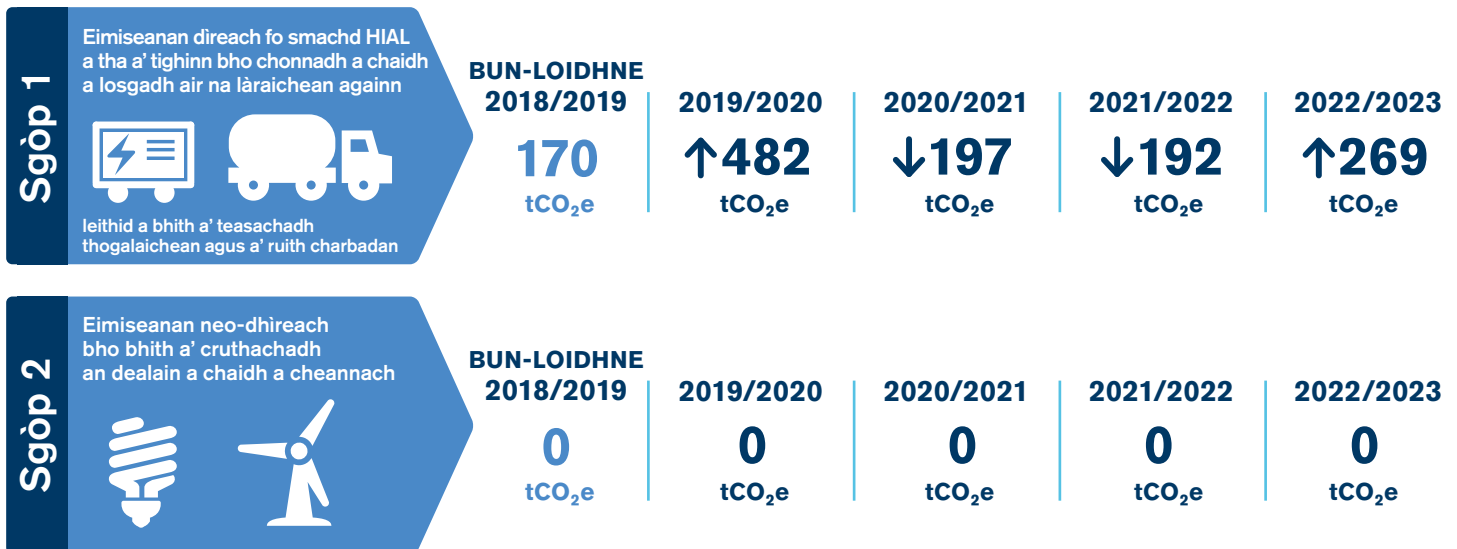 Sgòp 1
Eimiseanan dìreach fo smachd HIAL
a tha a' tighinn bho chonnadh a chaidh
a losgadh air na làraichean againn
leithid a bhith a' teasachadh
thogalaichean agus a' ruith charbadan
BUN-LOIDHNE
2018/2019
170
tCO₂e
2019/2020
↑482
tCO₂e
2020/2021
↓197
tCO₂e
2021/2022
↓192
tCO₂e
2022/2023
↑269
tCO₂e
Sgòp 2
Eimiseanan neo-dhìreach
bho bhith a' cruthachadh
an dealain a chaidh a cheannach
BUN-LOIDHNE
2018/2019
0
tCO₂e
2019/2020
0
tCO₂e
2020/2021
0
tCO₂e
2021/2022
0
tCO₂e
2022/2023
0
tCO₂e